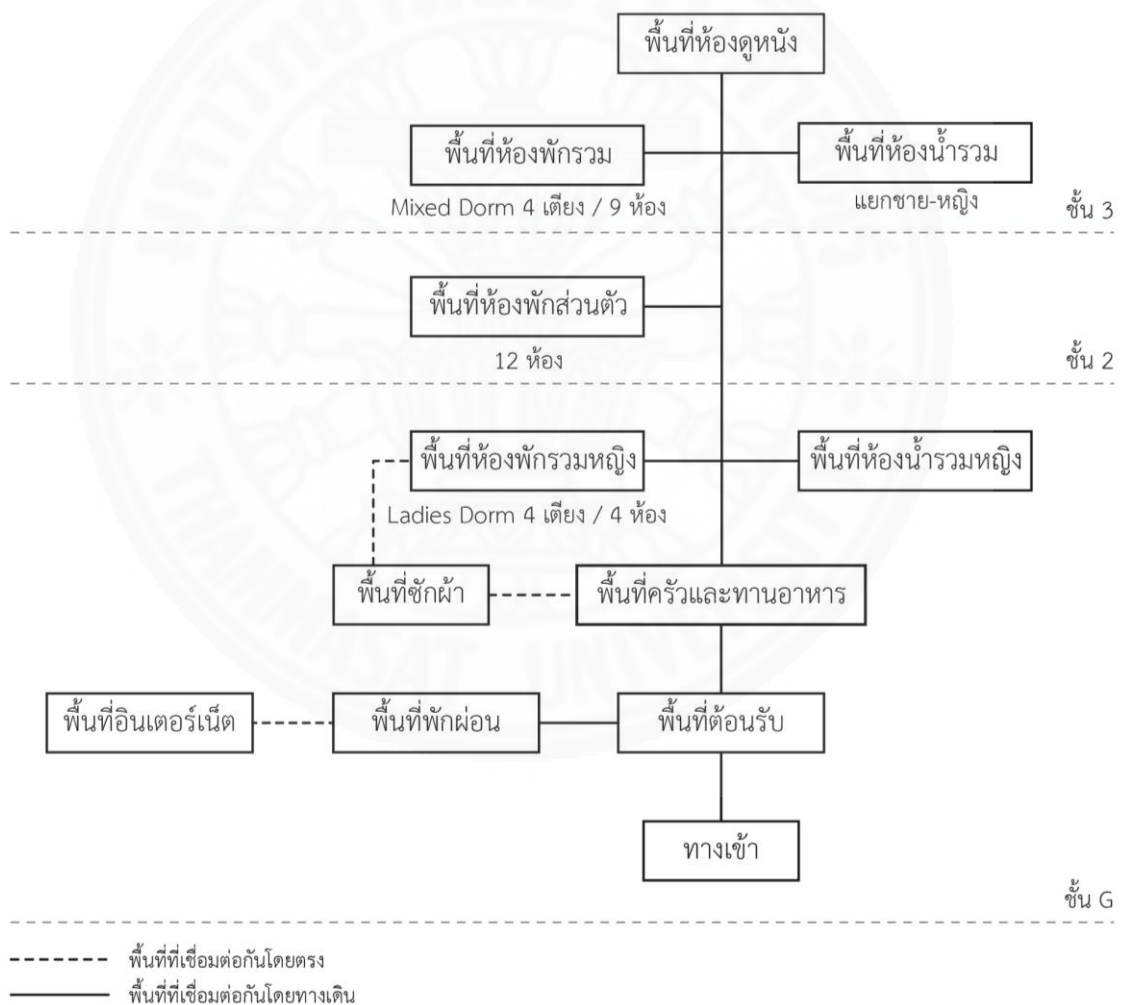 พื้นที่ห้องดูหนัง
พื้นที่ห้องพักรวม
พื้นที่ห้องน้ำรวม
Mixed Dorm 4 เตียง / 9 ห้อง
แยกชาย-หญิง
ชั้น 3
พื้นที่ห้องพักส่วนตัว
12 ห้อง
ชั้น 2
พื้นที่ห้องพักรวมหญิง
พื้นที่ห้องน้ำรวมหญิง
Ladies Dorm 4 เตียง / 4 ห้อง
พื้นที่ซักผ้า
พื้นที่ครัวและทานอาหาร
พื้นที่อินเตอร์เน็ต
พื้นที่พักผ่อน
พื้นที่ต้อนรับ
ทางเข้า
ชั้น G
พื้นที่ที่เชื่อมต่อกันโดยตรง
พื้นที่ที่เชื่อมต่อกันโดยทางเดิน
THAMMASAT UNIVERSITY